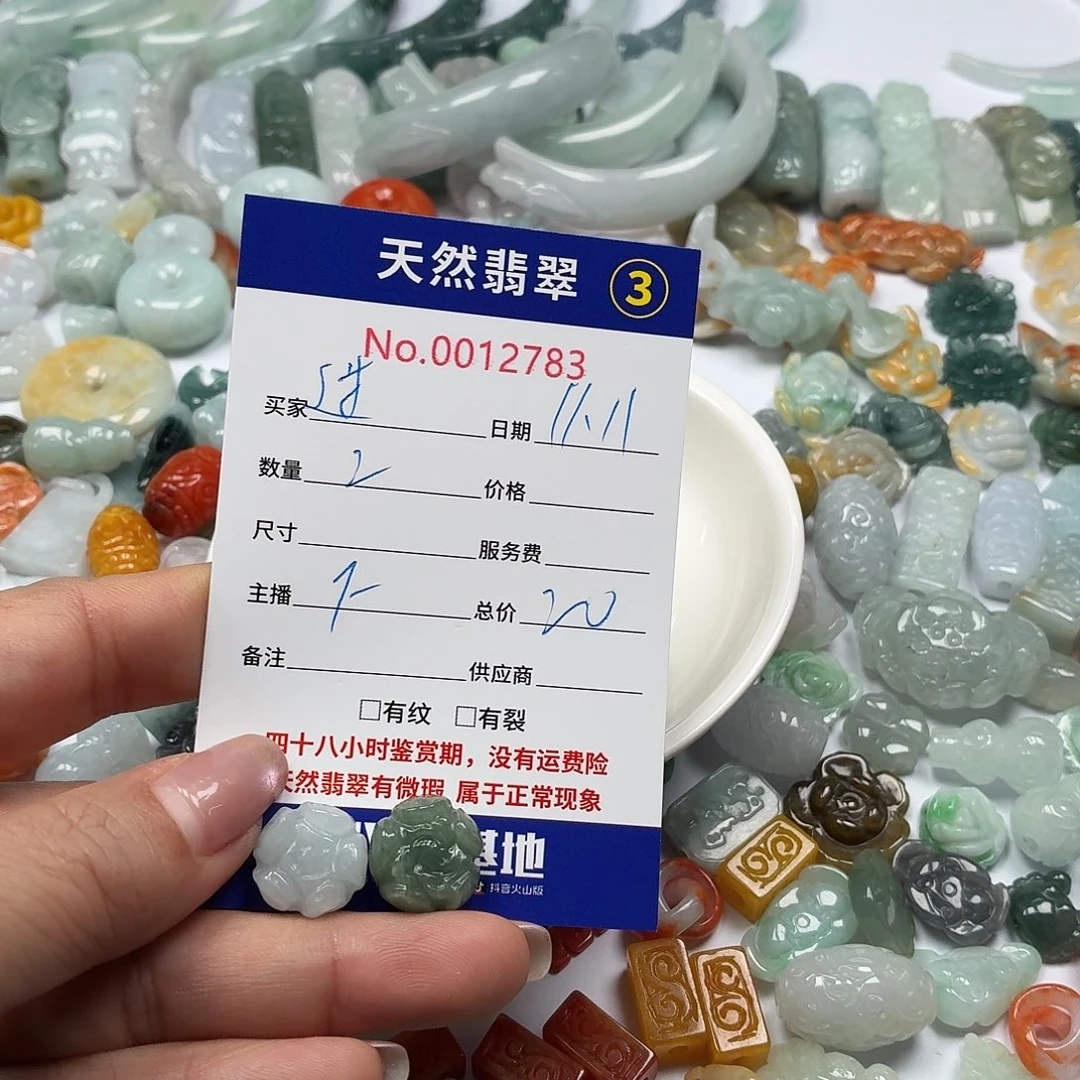 天然翡翠 3
No.0012783
买家 日期 11.11
数量 2 价格
尺寸 服务费
主播 总价 20
备注 供应商
□有纹 □有裂
四十八小时鉴赏期，没有运费险
天然翡翠有微瑕 属于正常现象
基地
抖音火山版